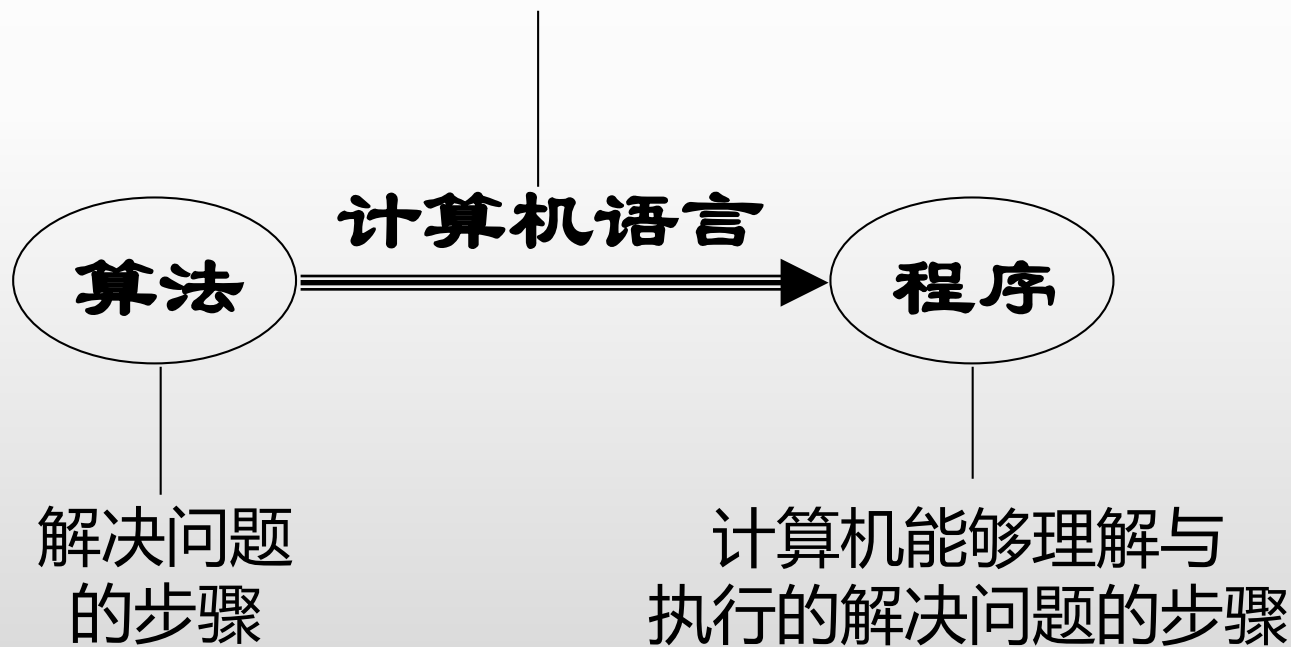 计算机语言
算法
程序
解决问题
的步骤
计算机能够理解与
执行的解决问题的步骤